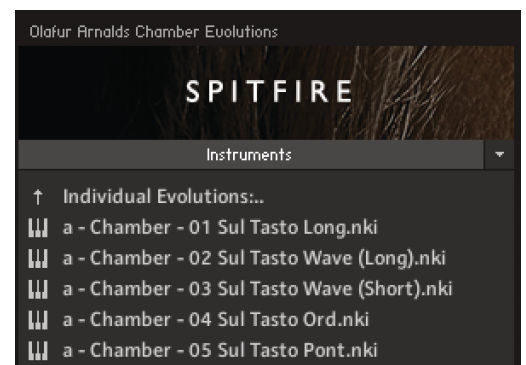 Olafur Arnalds Chamber Evolutions
SPITFIRE
Instruments
Individual Evolutions:..
a - Chamber - 01 Sul Tasto Long.nki
a - Chamber - 02 Sul Tasto Wave (Long).nki
a - Chamber - 03 Sul Tasto Wave (Short).nki
a - Chamber - 04 Sul Tasto Ord.nki
a - Chamber - 05 Sul Tasto Pont.nki